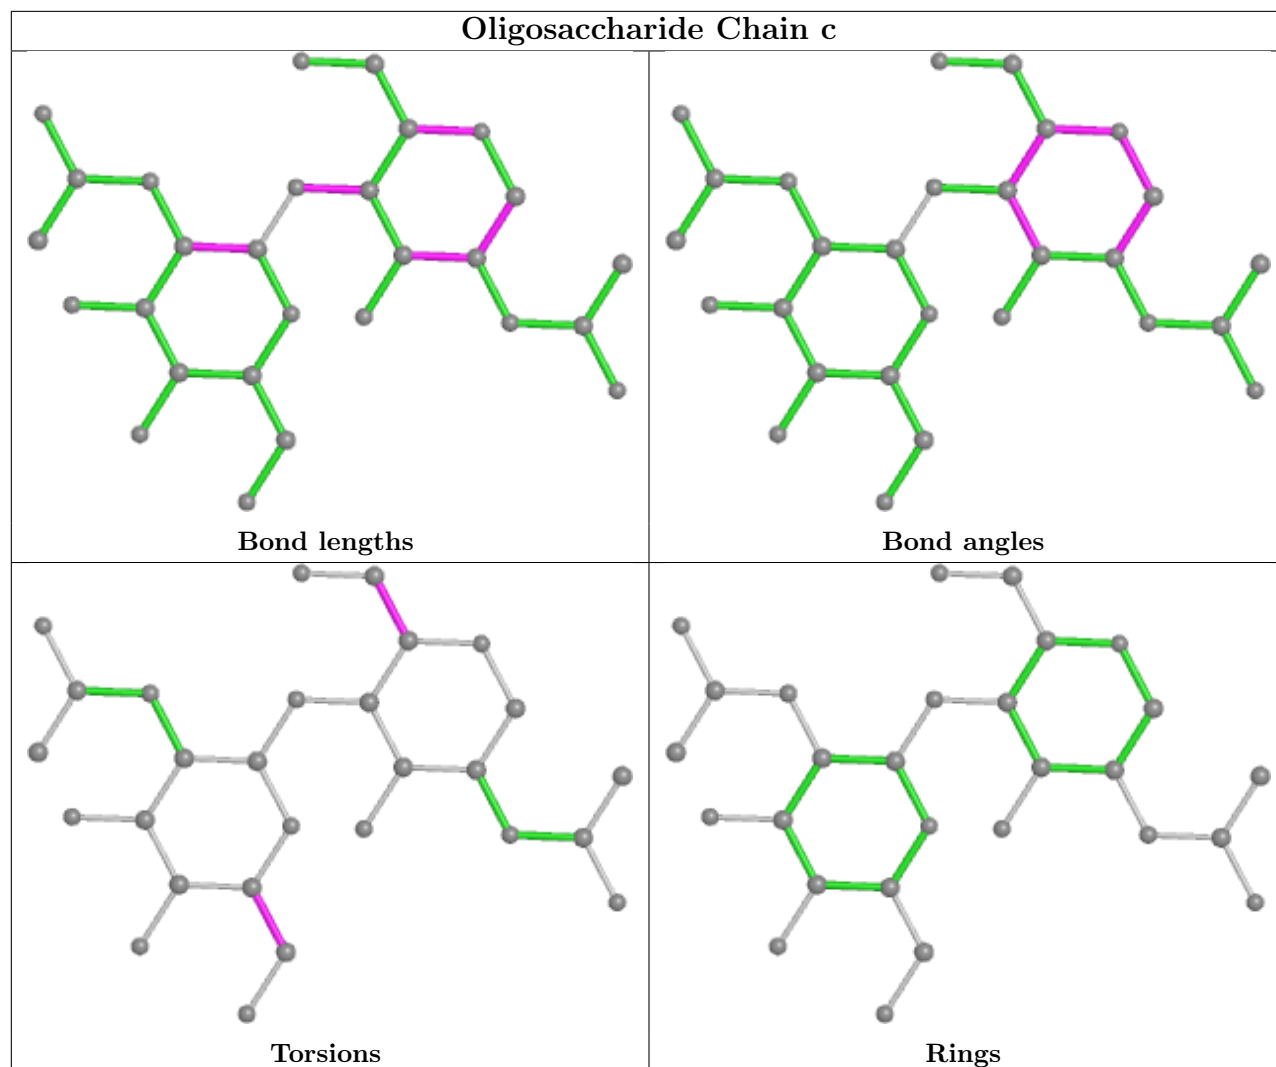 Oligosaccharide Chain c
Bond lengths
Bond angles
Torsions
Rings